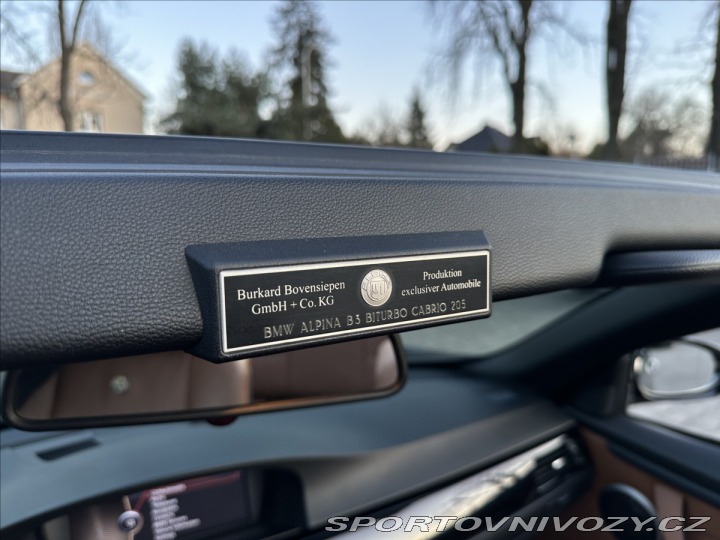 Burkard Bovensiepen
GmbH + Co. KG
Produktion
exclusiver Automobile
BMW ALPINA B3 BITURBO CABRIO 205
SPORTOVNIVOZY.CZ